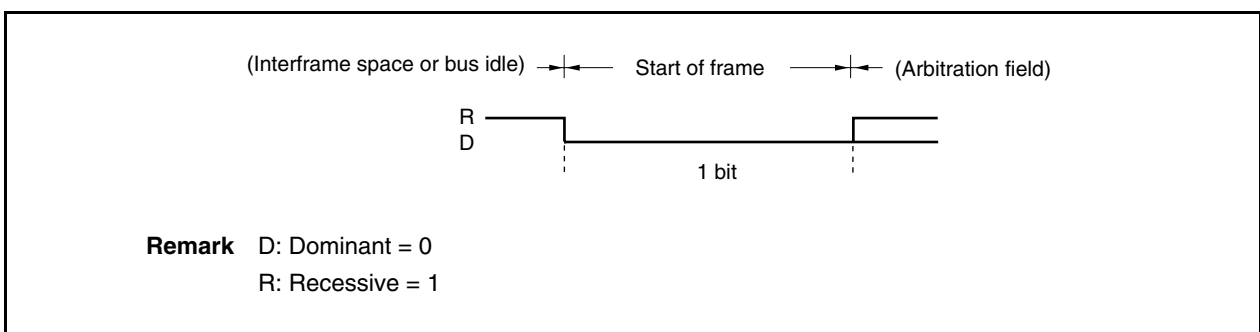 (Interframe space or bus idle) Start of frame (Arbitration field)
R
D
1 bit
Remark D: Dominant = 0
R: Recessive = 1